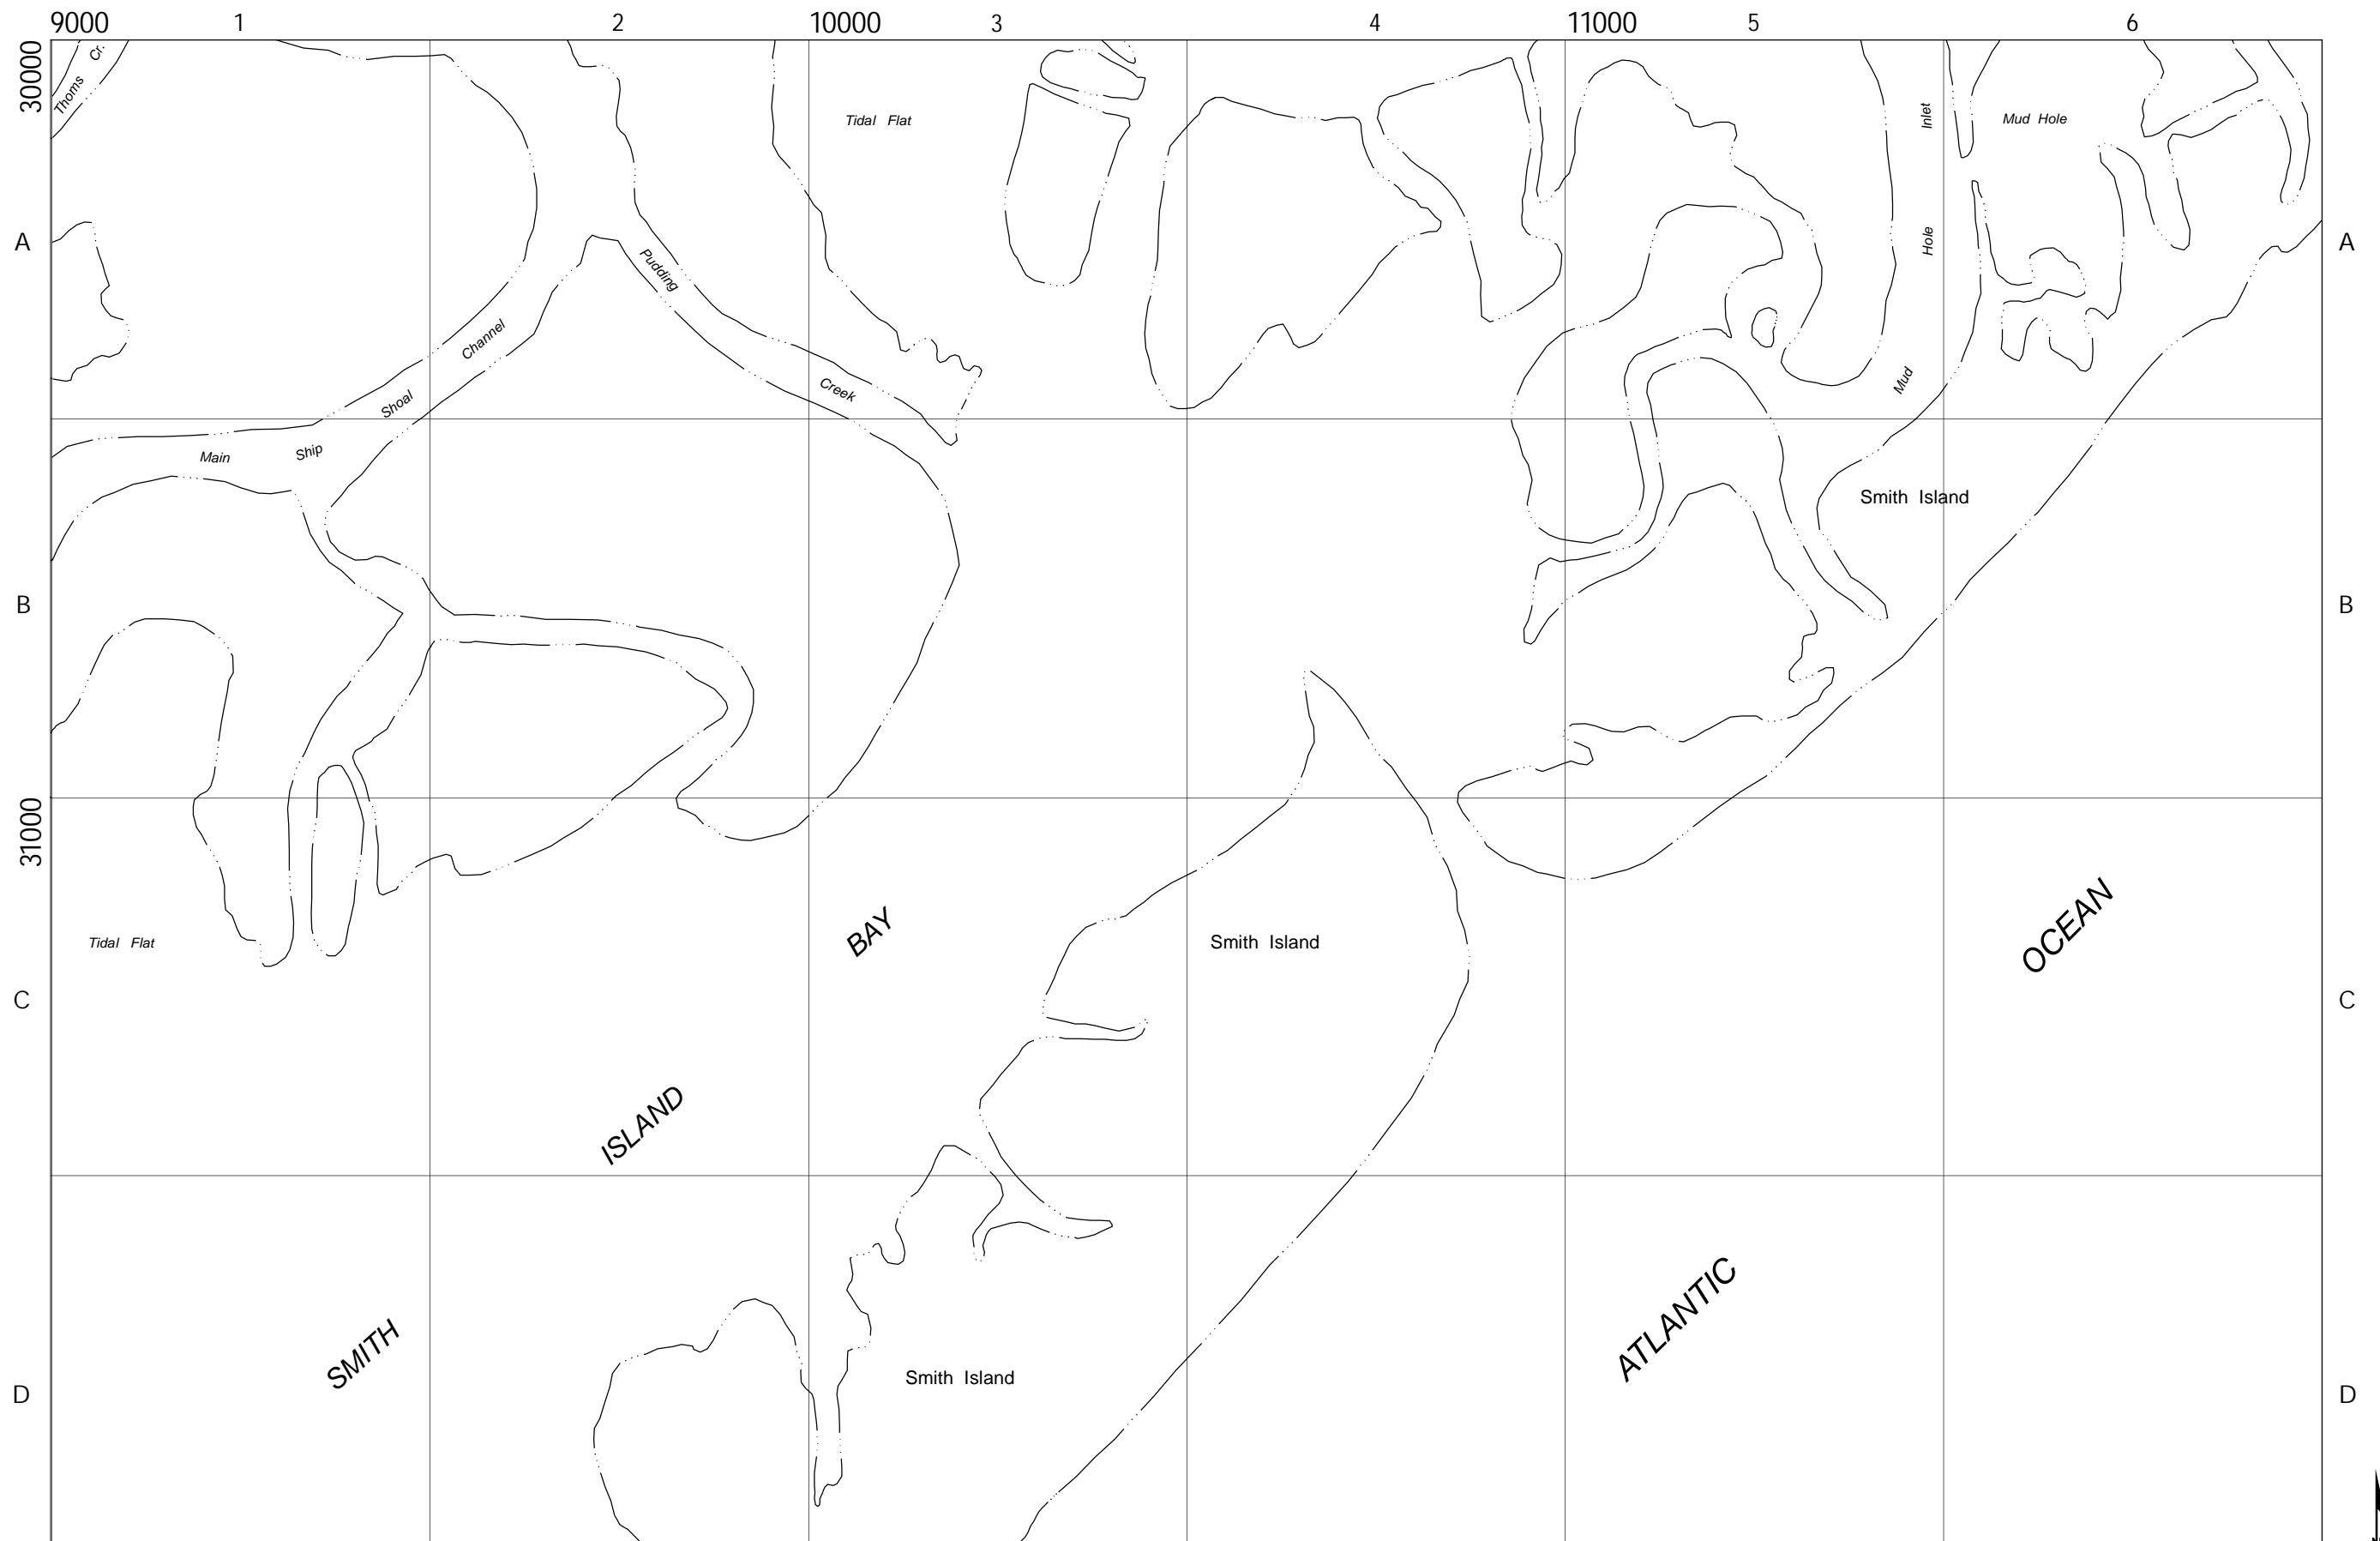 9000 1 2 10000 3 4 11000 5 6
30000
Thoms Cr.
Tidal Flat
Inlet
Mud Hole
A A
Hole
Pudding
Channel
Creek
Mud
Shoal
Main Ship
Smith Island
B B
31000
BAY
Smith Island
OCEAN
Tidal Flat
C C
ISLAND
ATLANTIC
SMITH
Smith Island
D D